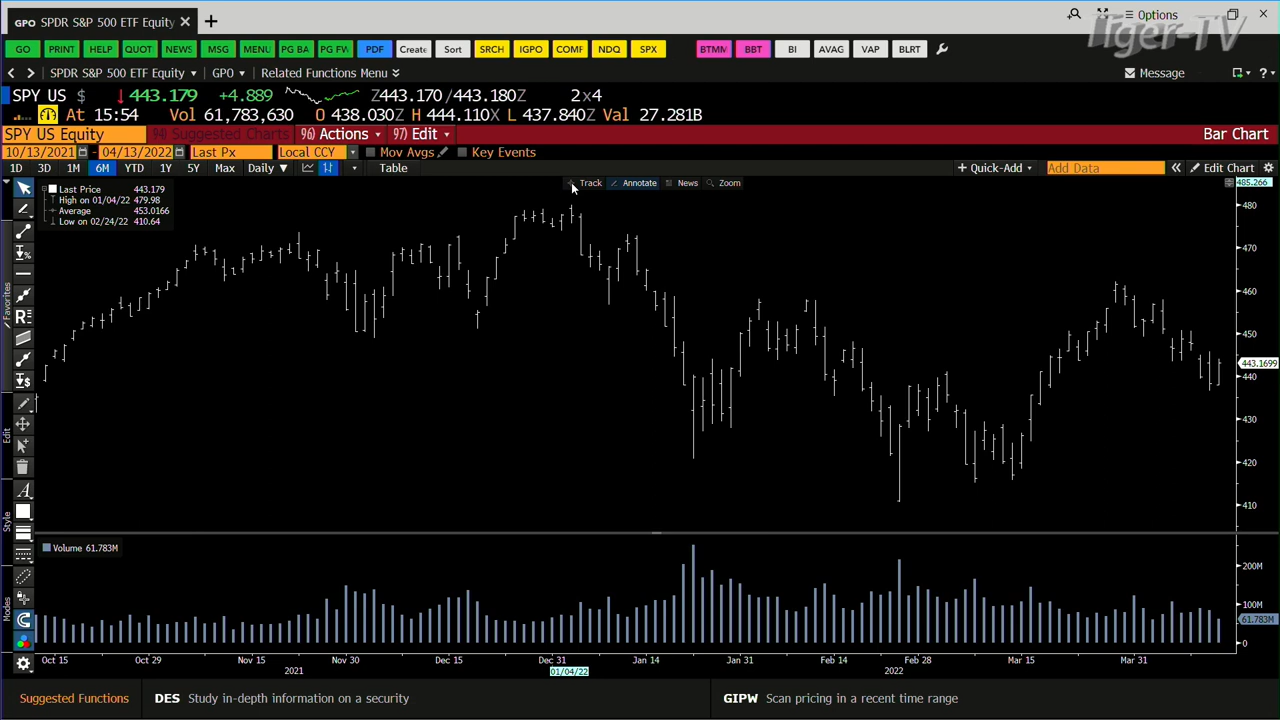 GPO SPDR S&P 500 ETF Equity
Options
Tiger-TV
GO PRINT HELP QUOT NEWS MSG MENU PG BA PG FW PDF Create Sort SRCH IGPO COMF NDQ SPX BTMM BBT BI AVAG VAP BLRT
SPDR S&P 500 ETF Equity GPO Related Functions Menu Message ?
SPY US $ ↓443.179 +4.889 Z443.170/443.180Z 2x4
At 15:54 Vol 61,783,630 O 438.030Z H 444.110X L 437.840Z Val 27.281B
SPY US Equity 94) Suggested Charts 96) Actions 97) Edit Bar Chart
10/13/2021 - 04/13/2022 Last Px Local CCY Mov Avgs Key Events
1D 3D 1M 6M YTD 1Y 5Y Max Daily Table + Quick-Add Add Data « Edit Chart
Track Annotate News Zoom
Last Price 443.179
High on 01/04/22 479.98
Average 453.0166
Low on 02/24/22 410.64
485.266
480
470
460
450
443.1699
440
430
420
410
Favorites
Edit
Style
Modes
Volume 61.783M
200M
100M
61.783M
0
Oct 15 Oct 29 Nov 15 Nov 30 Dec 15 Dec 31 Jan 14 Jan 31 Feb 14 Feb 28 Mar 15 Mar 31
2021 01/04/22 2022
Suggested Functions DES Study in-depth information on a security GIPW Scan pricing in a recent time range